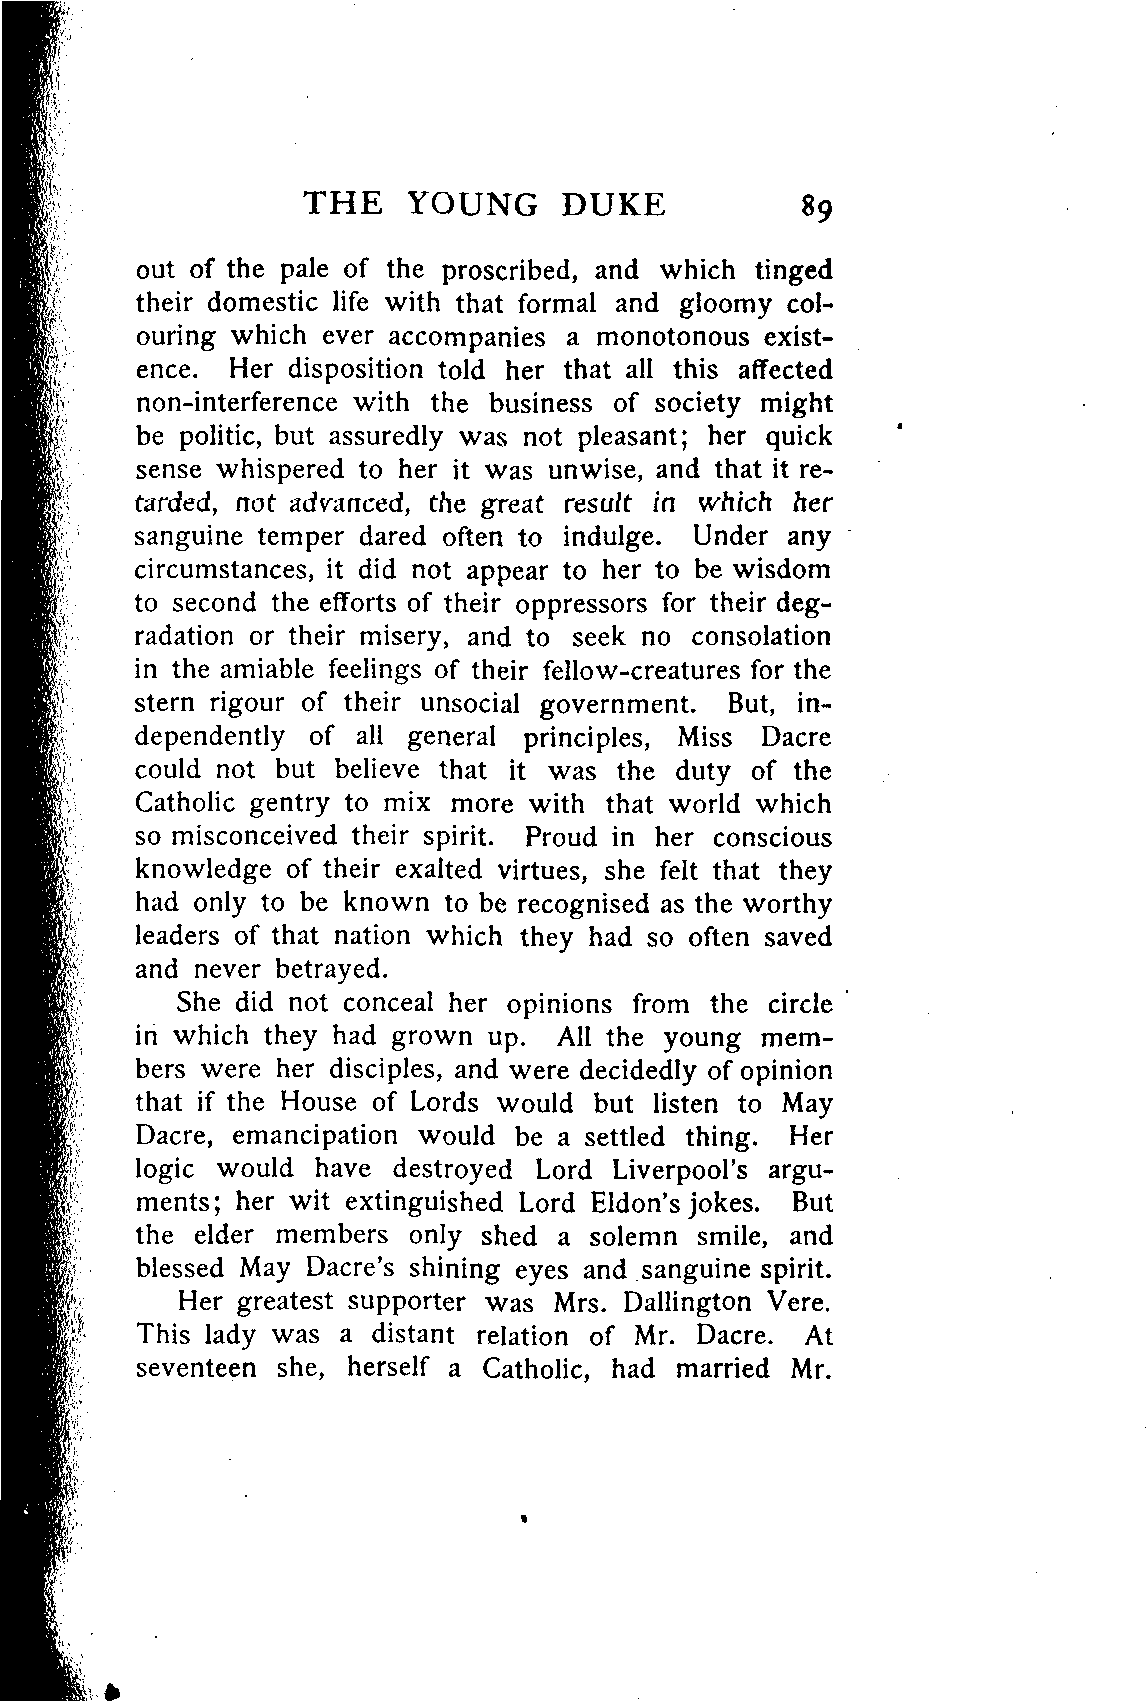 THE YOUNG DUKE 89
out of the pale of the proscribed, and which tinged
their domestic life with that formal and gloomy col-
ouring which ever accompanies a monotonous exist-
ence. Her disposition told her that all this affected
non-interference with the business of society might
be politic, but assuredly was not pleasant; her quick
sense whispered to her it was unwise, and that it re-
tarded, not advanced, the great result in which her
sanguine temper dared often to indulge. Under any
circumstances, it did not appear to her to be wisdom
to second the efforts of their oppressors for their deg-
radation or their misery, and to seek no consolation
in the amiable feelings of their fellow-creatures for the
stern rigour of their unsocial government. But, in-
dependently of all general principles, Miss Dacre
could not but believe that it was the duty of the
Catholic gentry to mix more with that world which
so misconceived their spirit. Proud in her conscious
knowledge of their exalted virtues, she felt that they
had only to be known to be recognised as the worthy
leaders of that nation which they had so often saved
and never betrayed.
She did not conceal her opinions from the circle
in which they had grown up. All the young mem-
bers were her disciples, and were decidedly of opinion
that if the House of Lords would but listen to May
Dacre, emancipation would be a settled thing. Her
logic would have destroyed Lord Liverpool's argu-
ments; her wit extinguished Lord Eldon's jokes. But
the elder members only shed a solemn smile, and
blessed May Dacre's shining eyes and sanguine spirit.
Her greatest supporter was Mrs. Dallington Vere.
This lady was a distant relation of Mr. Dacre. At
seventeen she, herself a Catholic, had married Mr.